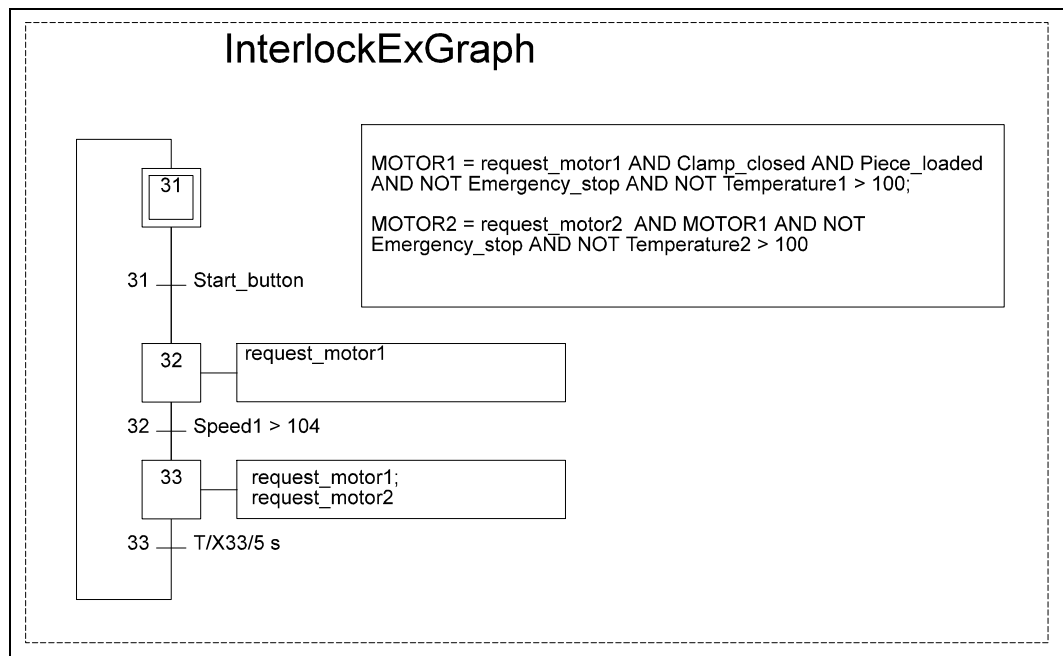 InterlockExGraph
31
MOTOR1 = request_motor1 AND Clamp_closed AND Piece_loaded
AND NOT Emergency_stop AND NOT Temperature1 > 100;
MOTOR2 = request_motor2 AND MOTOR1 AND NOT
Emergency_stop AND NOT Temperature2 > 100
31 Start_button
32 request_motor1
32 Speed1 > 104
33 request_motor1;
request_motor2
33 T/X33/5 s